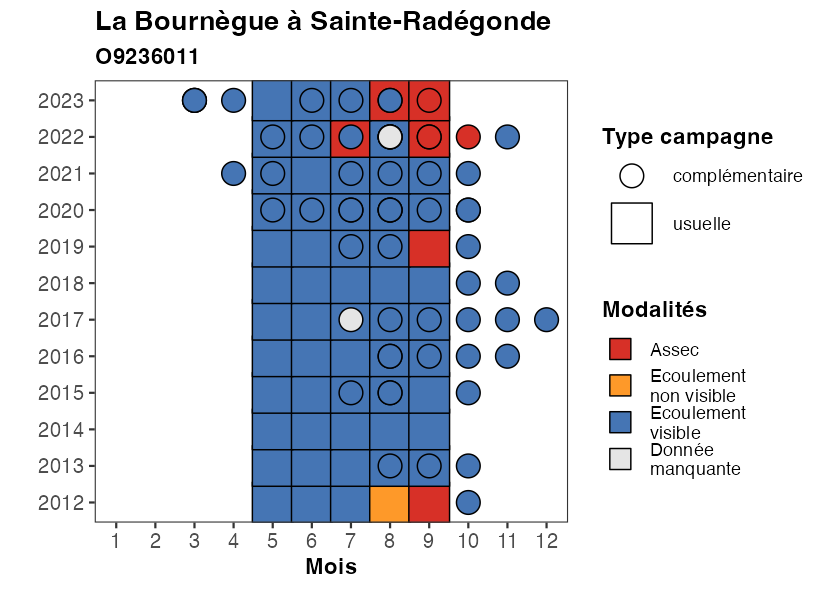 La Bournègue à Sainte-Radégonde
O9236011
2023
2022
2021
2020
2019
2018
2017
2016
2015
2014
2013
2012
1 2 3 4 5 6 7 8 9 10 11 12
Mois
Type campagne
complémentaire
usuelle
Modalités
Assec
Ecoulement
non visible
Ecoulement
visible
Donnée
manquante